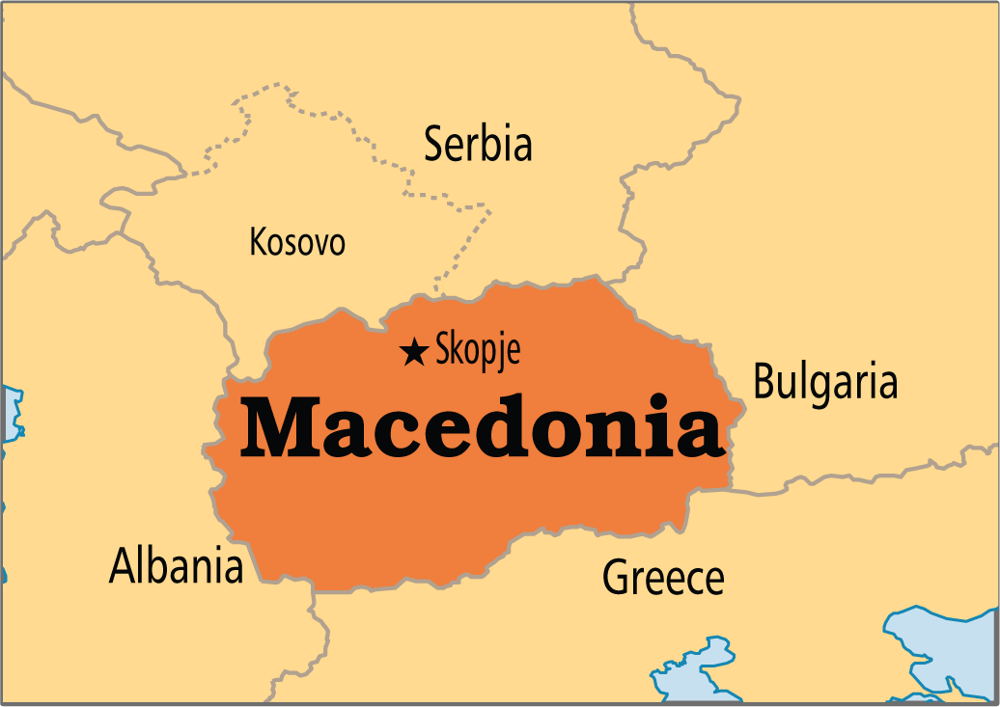 Serbia
Kosovo
Skopje
Bulgaria
Macedonia
Albania
Greece